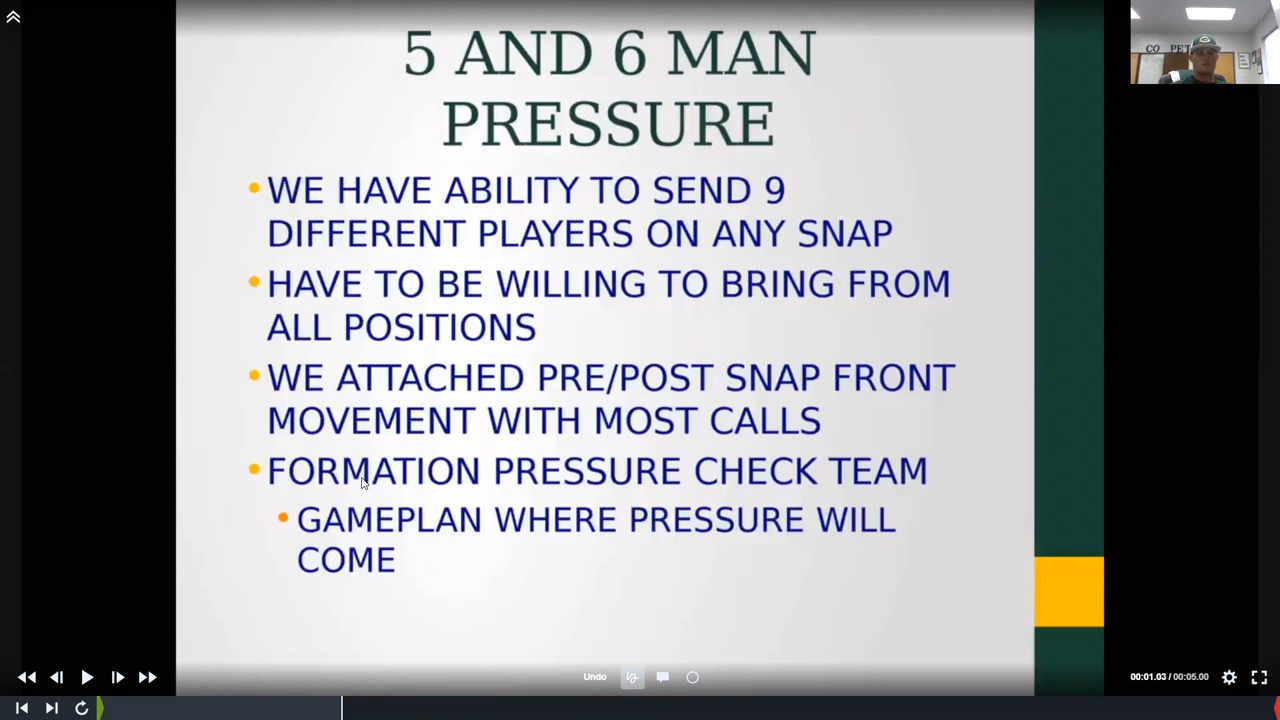 5 AND 6 MAN
PRESSURE
WE HAVE ABILITY TO SEND 9
DIFFERENT PLAYERS ON ANY SNAP
HAVE TO BE WILLING TO BRING FROM
ALL POSITIONS
WE ATTACHED PRE/POST SNAP FRONT
MOVEMENT WITH MOST CALLS
FORMATION PRESSURE CHECK TEAM
GAMEPLAN WHERE PRESSURE WILL
COME
CO PET
G
Undo
00:01.03 / 00:05.00